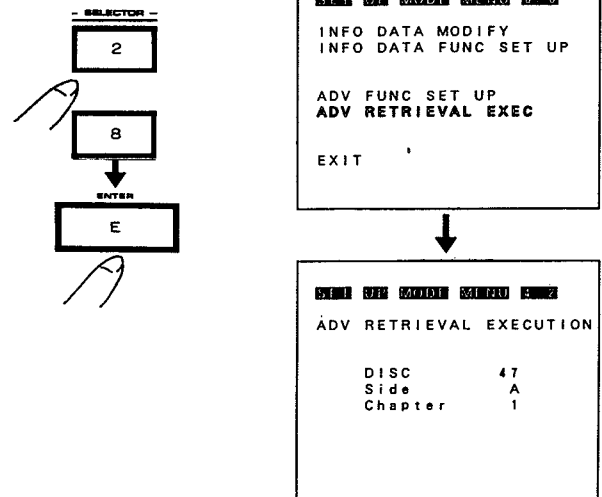 SELECTOR
2
8
ENTER
E
INFO DATA MODIFY
INFO DATA FUNC SET UP
ADV FUNC SET UP
ADV RETRIEVAL EXEC
EXIT
SET UP MODE MENU
ADV RETRIEVAL EXECUTION
DISC 47
Side A
Chapter 1